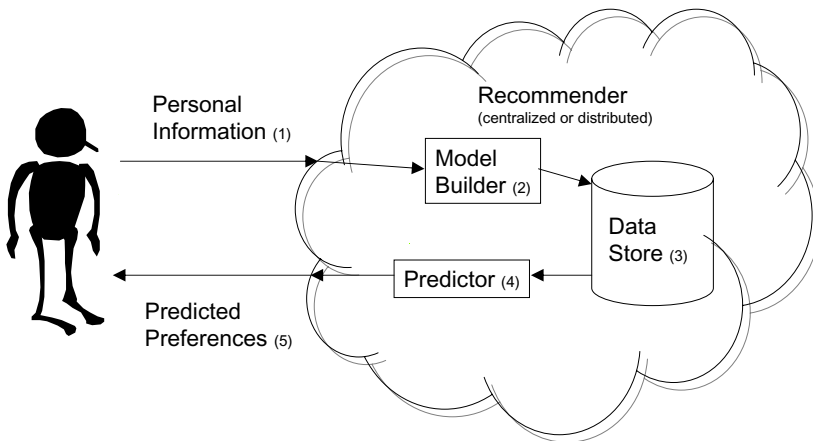 Personal
Information (1)
Recommender
(centralized or distributed)
Model
Builder (2)
Data
Store (3)
Predictor (4)
Predicted
Preferences (5)